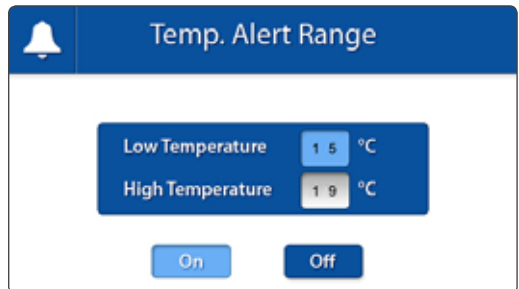 Temp. Alert Range
Low Temperature 15 °C
High Temperature 19 °C
On Off